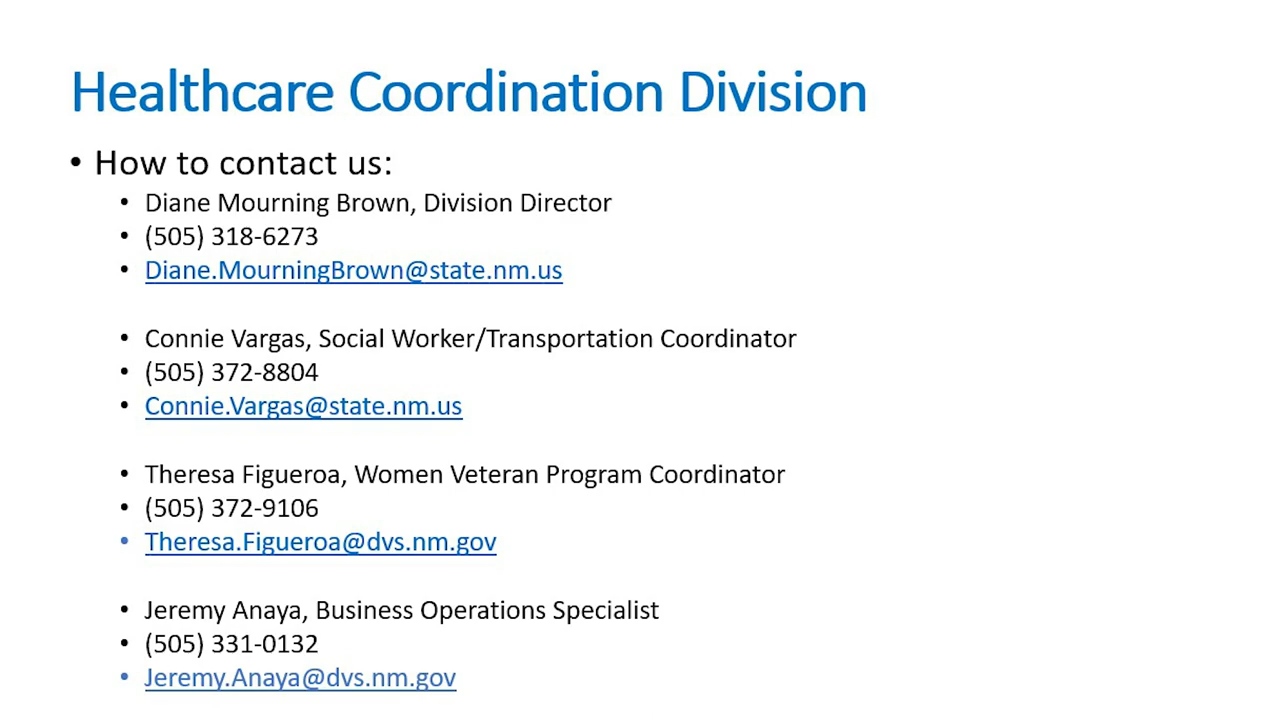 Healthcare Coordination Division
• How to contact us:
• Diane Mourning Brown, Division Director
• (505) 318-6273
• Diane.MourningBrown@state.nm.us
• Connie Vargas, Social Worker/Transportation Coordinator
• (505) 372-8804
• Connie.Vargas@state.nm.us
• Theresa Figueroa, Women Veteran Program Coordinator
• (505) 372-9106
• Theresa.Figueroa@dvs.nm.gov
• Jeremy Anaya, Business Operations Specialist
• (505) 331-0132
• Jeremy.Anaya@dvs.nm.gov